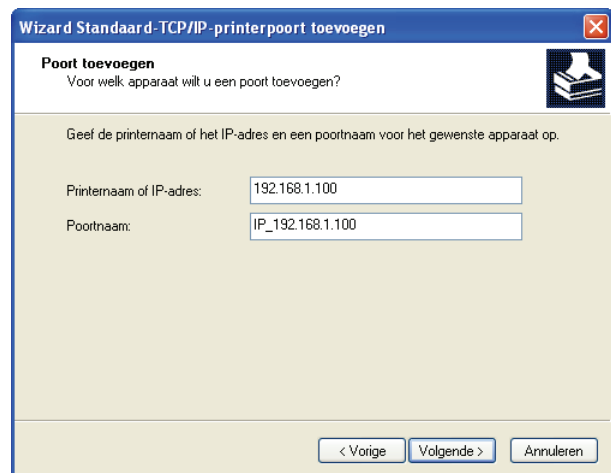 Wizard Standaard-TCP/IP-printerpoort toevoegen
Poort toevoegen
Voor welk apparaat wilt u een poort toevoegen?
Geef de printernaam of het IP-adres en een poortnaam voor het gewenste apparaat op.
Printernaam of IP-adres: 192.168.1.100
Poortnaam: IP_192.168.1.100
< Vorige Volgende > Annuleren